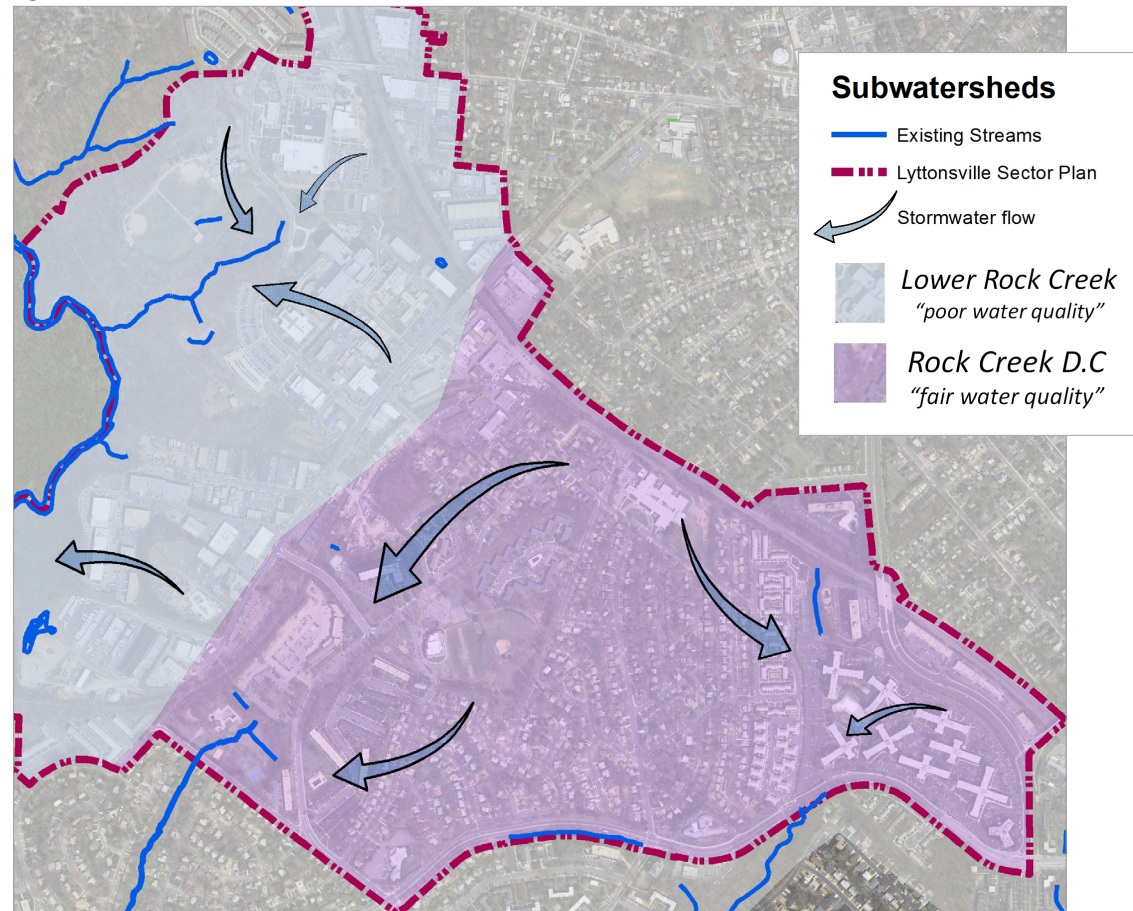 Subwatersheds
Existing Streams
Lyttonsville Sector Plan
Stormwater flow
Lower Rock Creek
“poor water quality”
Rock Creek D.C
“fair water quality”